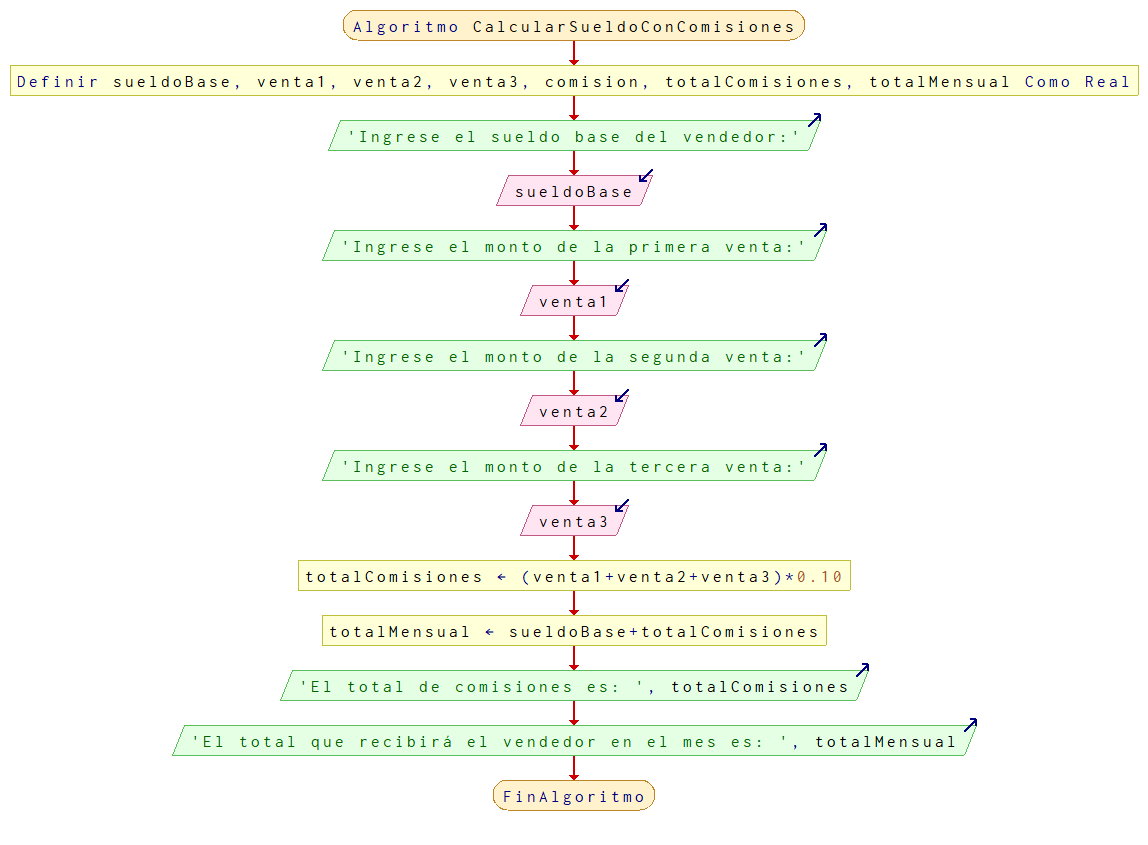 Algoritmo CalcularSueldoConComisiones
Definir sueldoBase, venta1, venta2, venta3, comision, totalComisiones, totalMensual Como Real
'Ingrese el sueldo base del vendedor:'
sueldoBase
'Ingrese el monto de la primera venta:'
venta1
'Ingrese el monto de la segunda venta:'
venta2
'Ingrese el monto de la tercera venta:'
venta3
totalComisiones ← (venta1+venta2+venta3)*0.10
totalMensual ← sueldoBase+totalComisiones
'El total de comisiones es: ', totalComisiones
'El total que recibirá el vendedor en el mes es: ', totalMensual
FinAlgoritmo